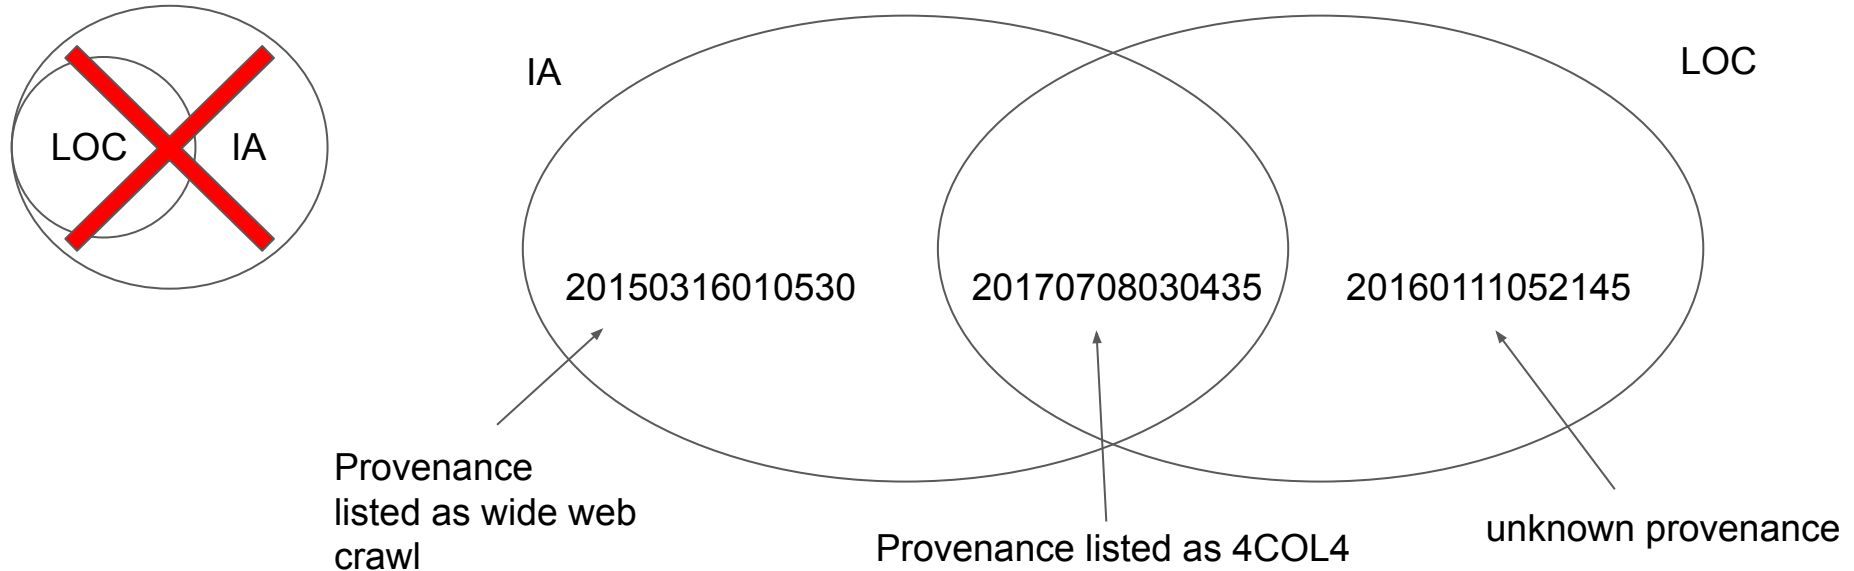 LOC
IA
IA
LOC
20150316010530
20170708030435
20160111052145
Provenance
listed as wide web
crawl
Provenance listed as 4COL4
unknown provenance